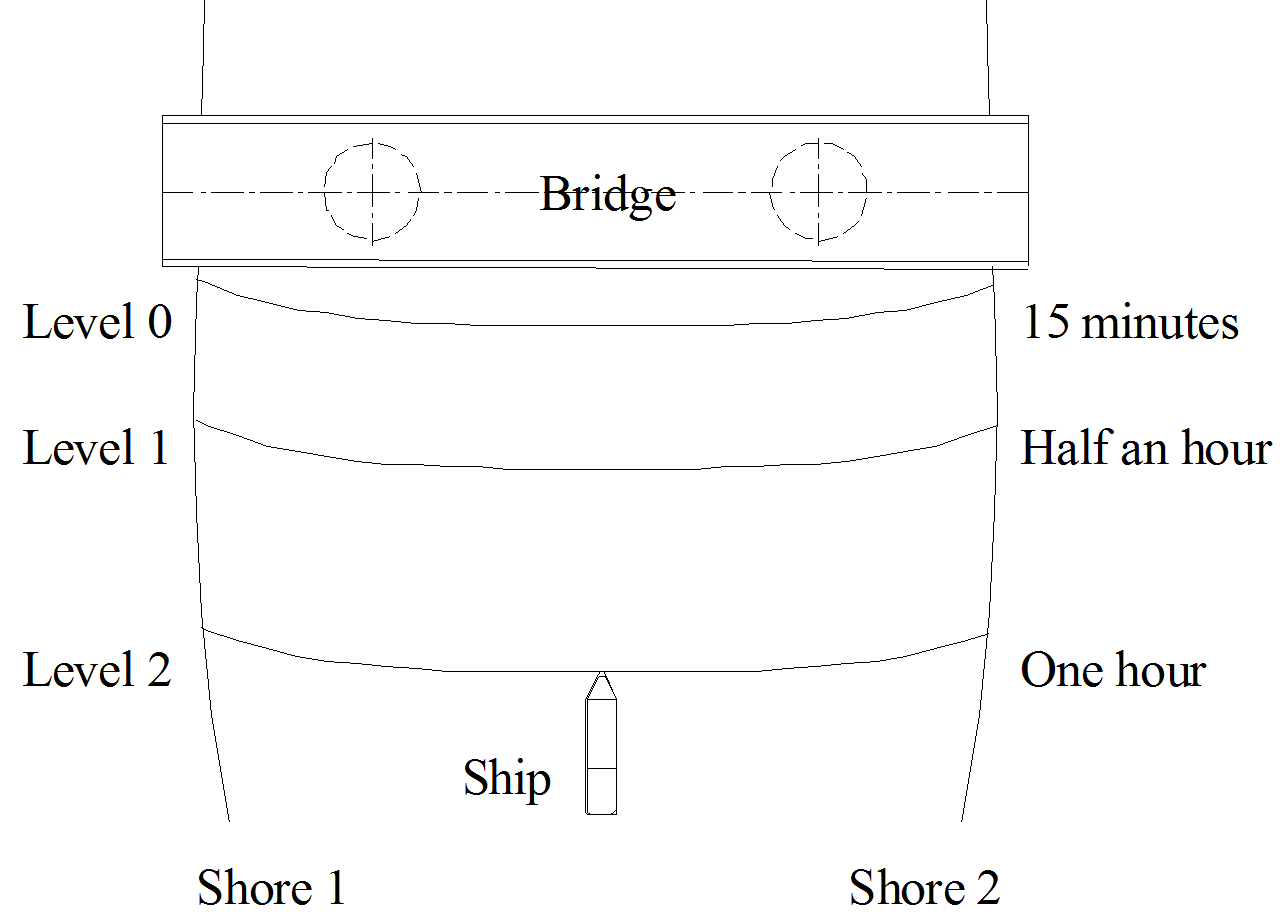 Bridge
Level 0
15 minutes
Level 1
Half an hour
Level 2
One hour
Ship
Shore 1
Shore 2